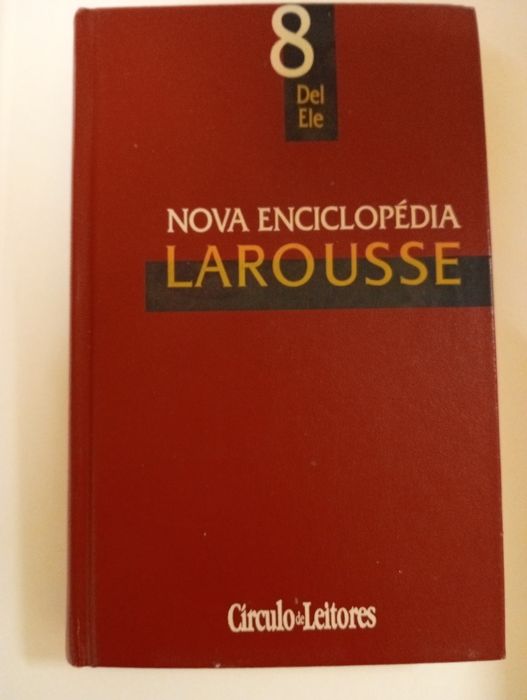 8
Del
Ele
NOVA ENCICLOPÉDIA
LAROUSSE
Círculo de Leitores